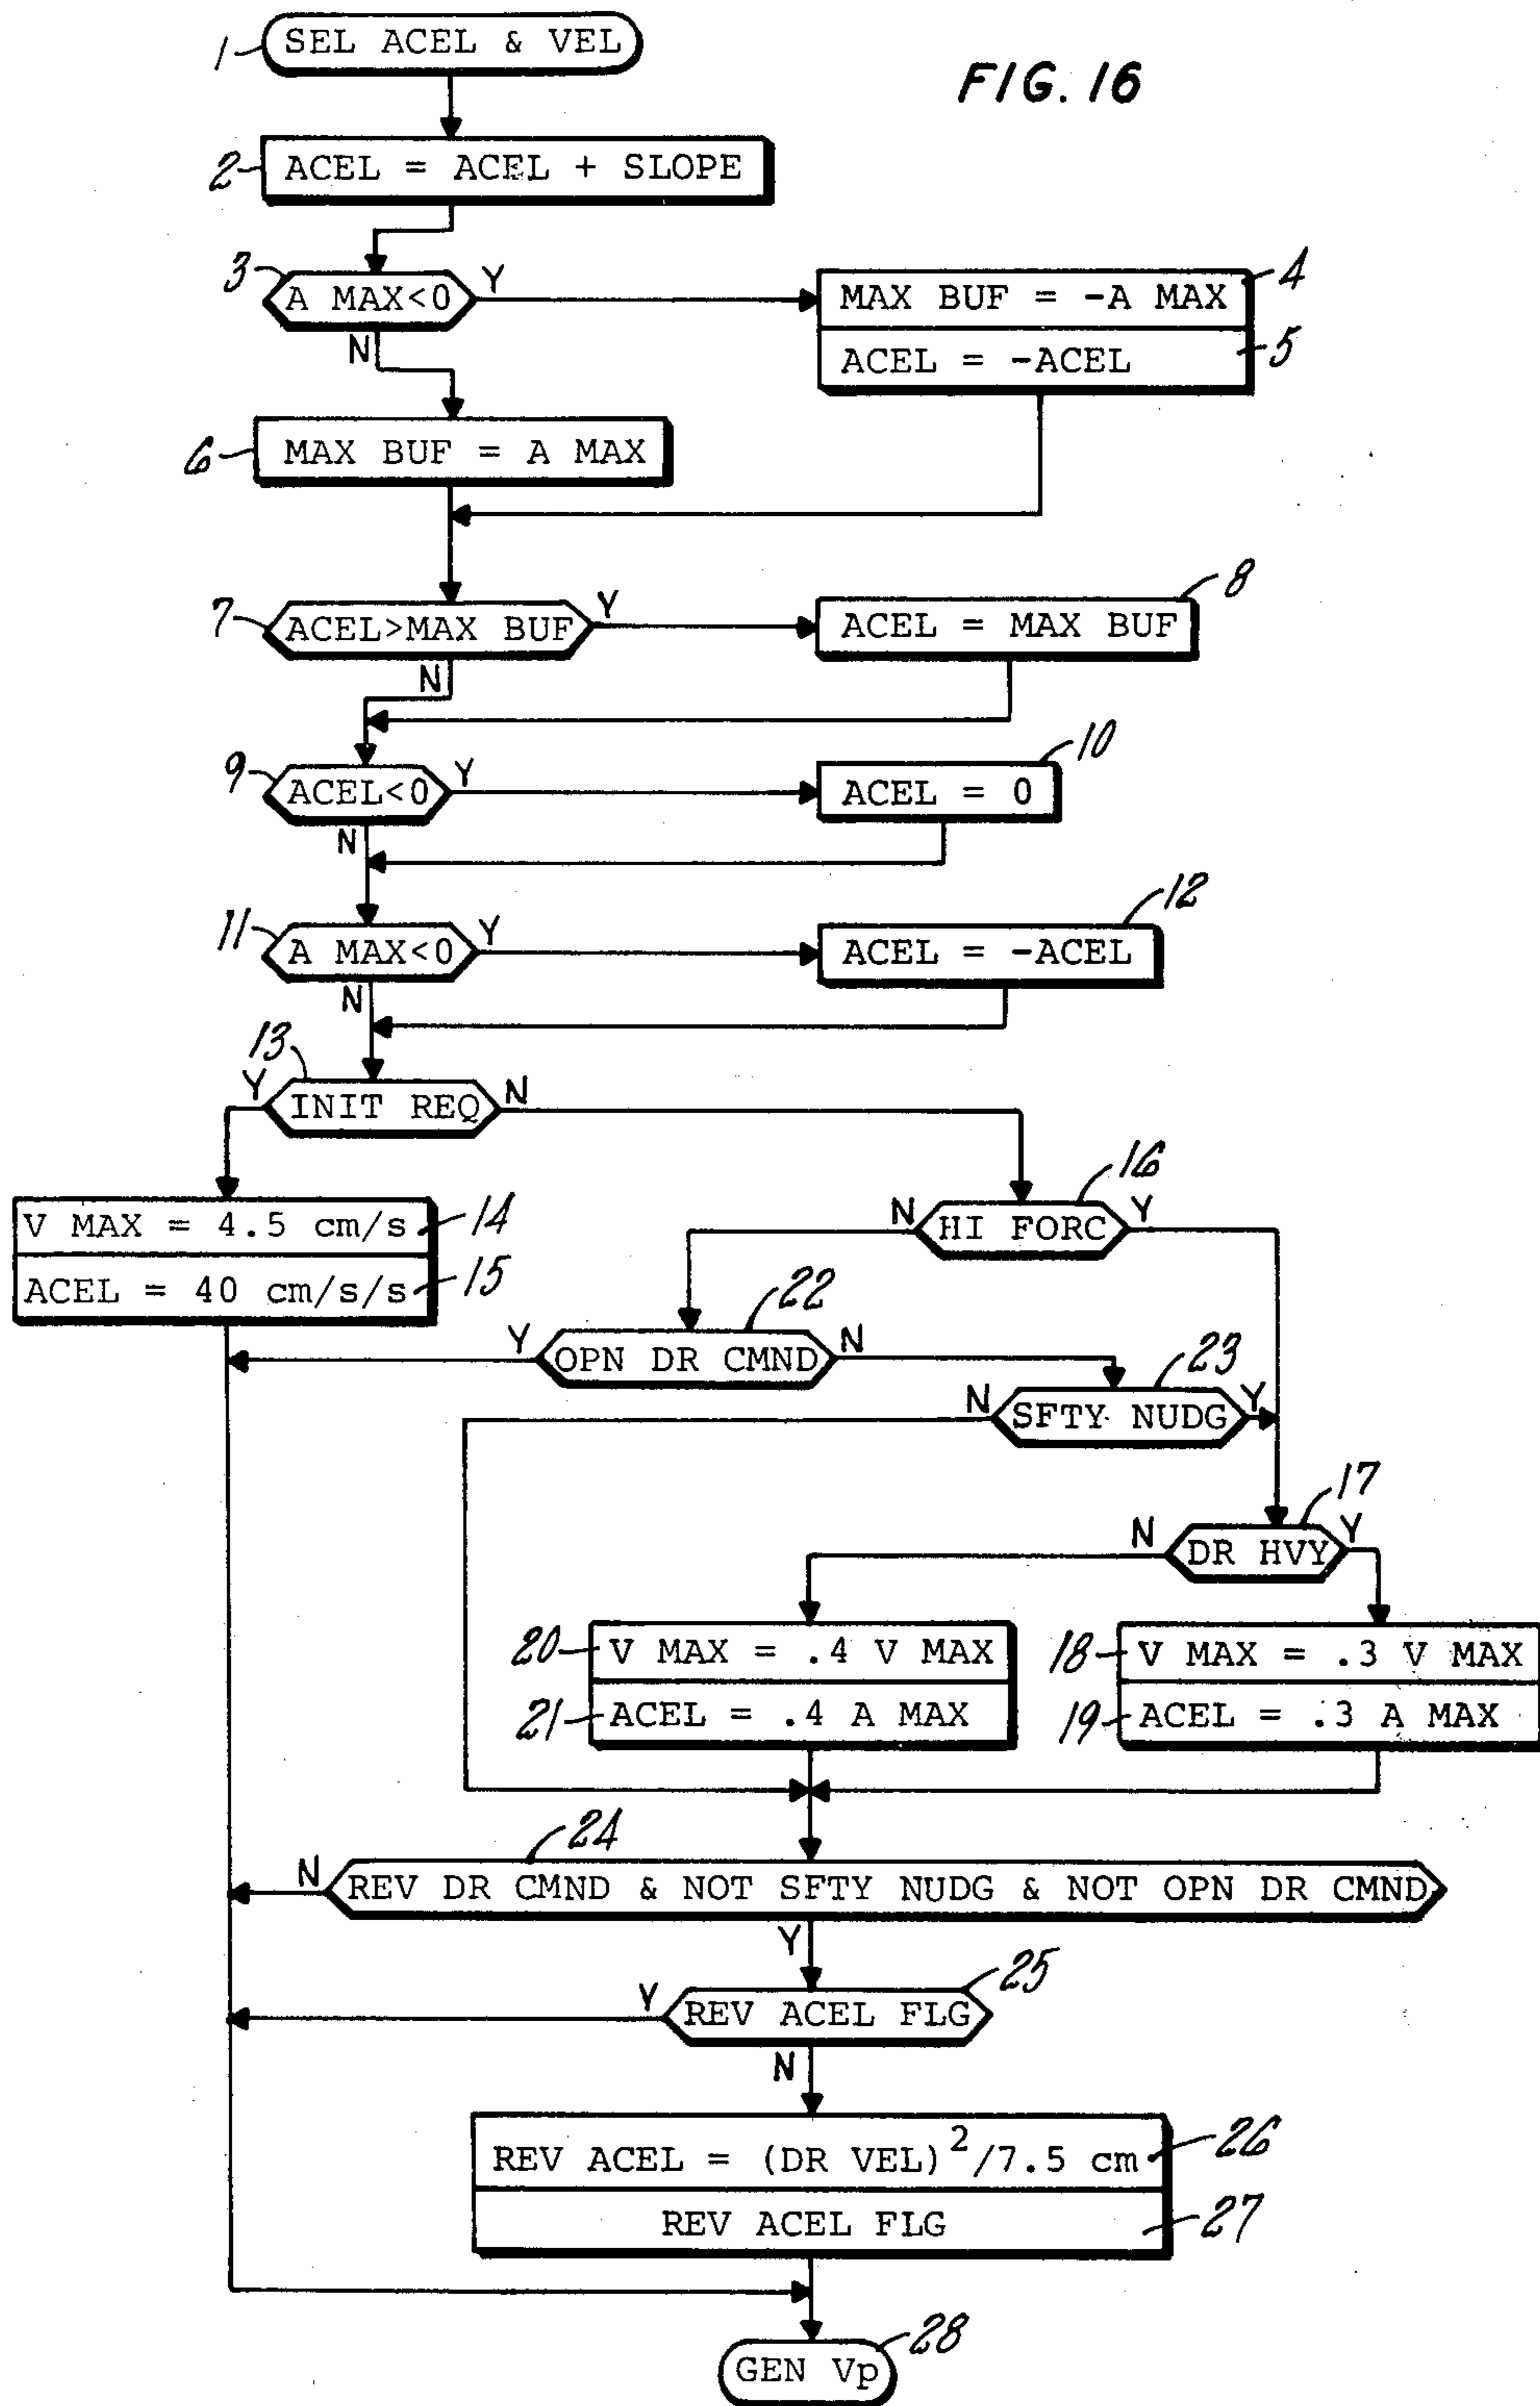 FIG. 16
1 SEL ACEL & VEL
2 ACEL = ACEL + SLOPE
3 A MAX<0 Y
N
MAX BUF = -A MAX 4
ACEL = -ACEL 5
6 MAX BUF = A MAX
7 ACEL>MAX BUF Y
N
ACEL = MAX BUF 8
9 ACEL<0 Y
N
ACEL = 0 10
11 A MAX<0 Y
N
ACEL = -ACEL 12
13
Y INIT REQ N
V MAX = 4.5 cm/s 14
ACEL = 40 cm/s/s 15
16
N HI FORC Y
22
Y OPN DR CMND N
23
N SFTY NUDG Y
17
N DR HVY Y
20 V MAX = .4 V MAX
21 ACEL = .4 A MAX
18 V MAX = .3 V MAX
19 ACEL = .3 A MAX
24
N REV DR CMND & NOT SFTY NUDG & NOT OPN DR CMND
Y
25
Y REV ACEL FLG
N
REV ACEL = (DR VEL)²/7.5 cm 26
REV ACEL FLG 27
GEN Vp 28